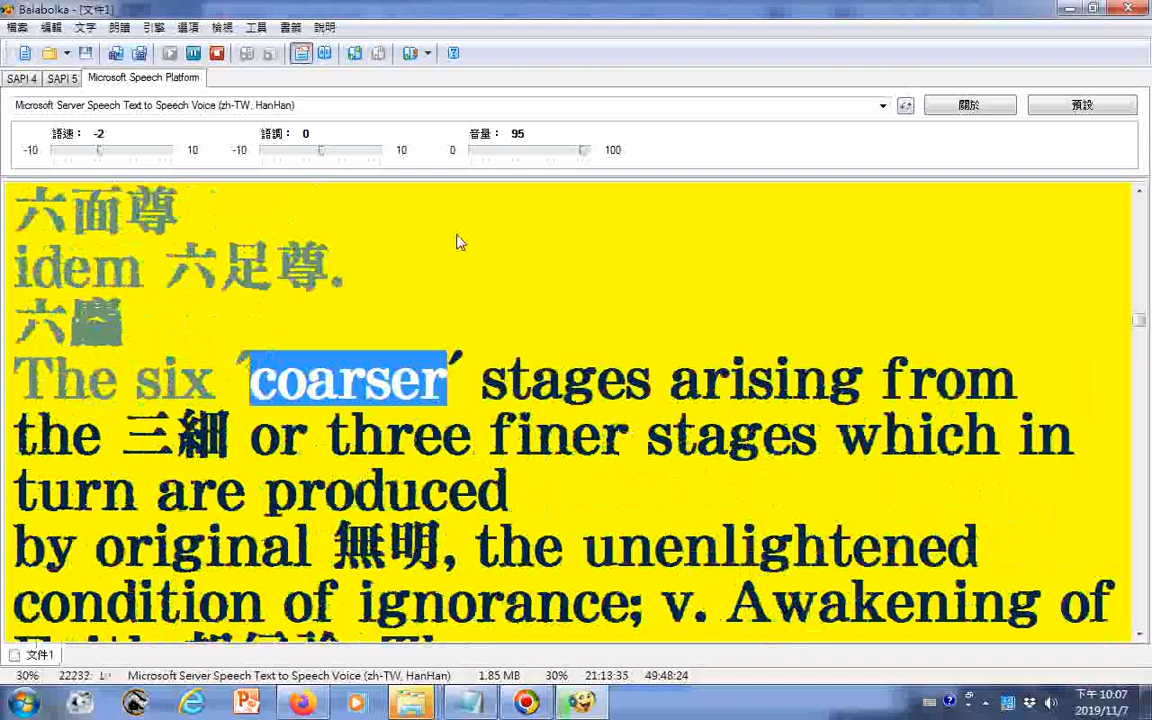 Balabolka - [文件1]
檔案 編輯 文字 朗讀 引擎 選項 檢視 工具 書籤 說明
SAPI 4 SAPI 5 Microsoft Speech Platform
Microsoft Server Speech Text to Speech Voice (zh-TW, HanHan) 關於 預設
語速： -2 語調： 0 音量： 95
-10 10 -10 10 0 100
六面尊
idem 六足尊.
六麤
The six ˝coarser˝ stages arising from
the 三細 or three finer stages which in
turn are produced
by original 無明, the unenlightened
condition of ignorance; v. Awakening of
文件1
30% 22232: Microsoft Server Speech Text to Speech Voice (zh-TW, HanHan) 1.85 MB 30% 21:13:35 49:48:24
下午 10:07
2019/11/7